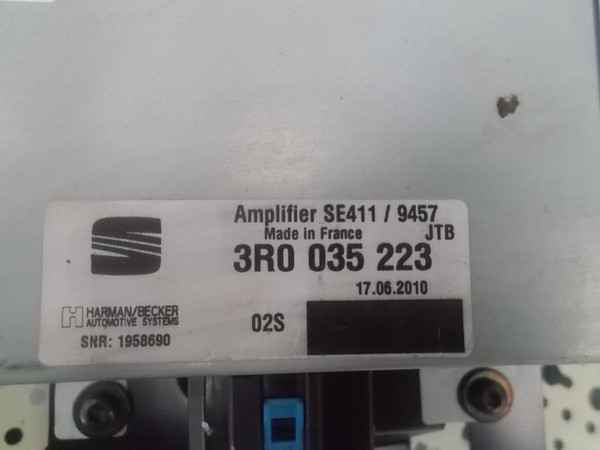 Amplifier SE411 / 9457
Made in France JTB
3R0 035 223
17.06.2010
HARMAN/BECKER
AUTOMOTIVE SYSTEMS
02S
SNR: 1958690